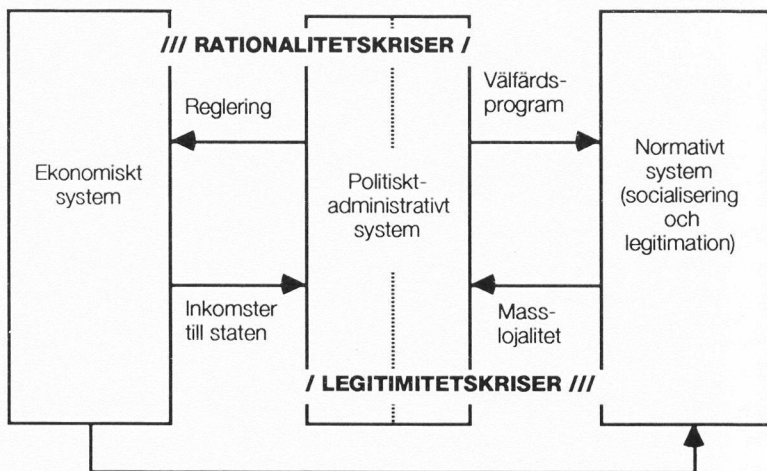 /// RATIONALITETSKRISER /
Reglering
Välfärds-
program
Ekonomiskt
system
Politiskt-
administrativt
system
Normativt
system
(socialisering
och
legitimation)
Inkomster
till staten
Mass-
lojalitet
/ LEGITIMITETSKRISER ///